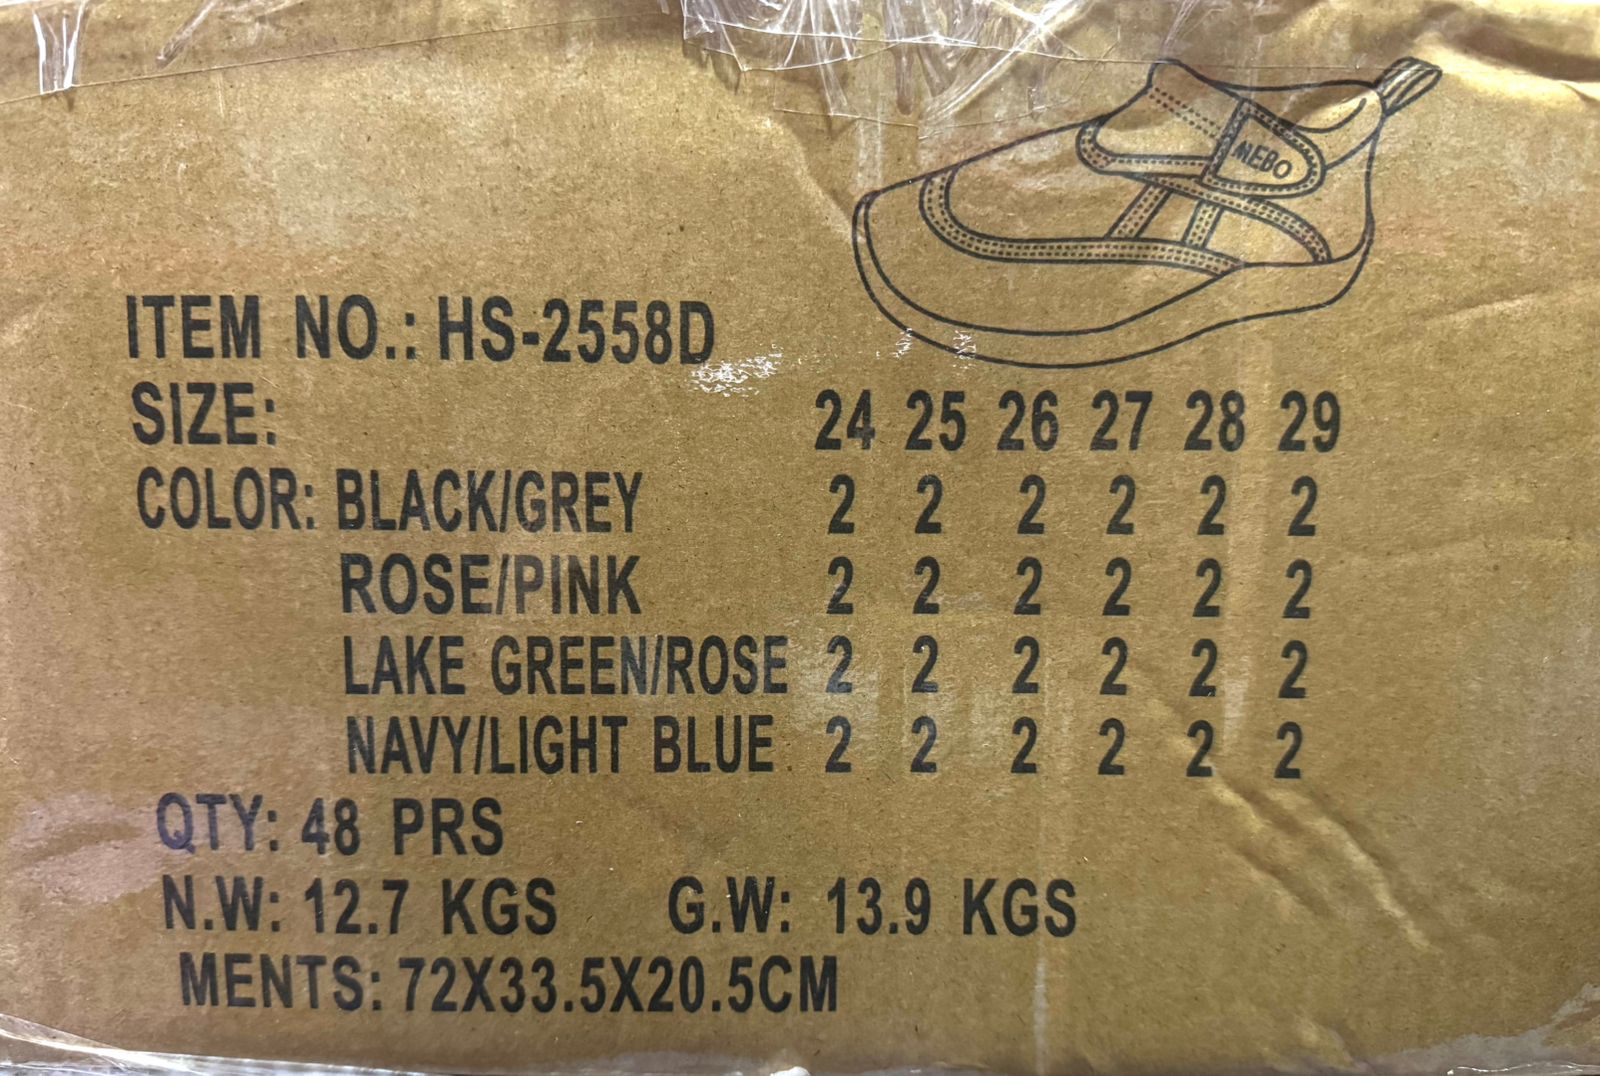 MEBO
ITEM NO.: HS-2558D
SIZE: 24 25 26 27 28 29
COLOR: BLACK/GREY 2 2 2 2 2 2
ROSE/PINK 2 2 2 2 2 2
LAKE GREEN/ROSE 2 2 2 2 2 2
NAVY/LIGHT BLUE 2 2 2 2 2 2
QTY: 48 PRS
N.W: 12.7 KGS G.W: 13.9 KGS
MENTS: 72X33.5X20.5CM